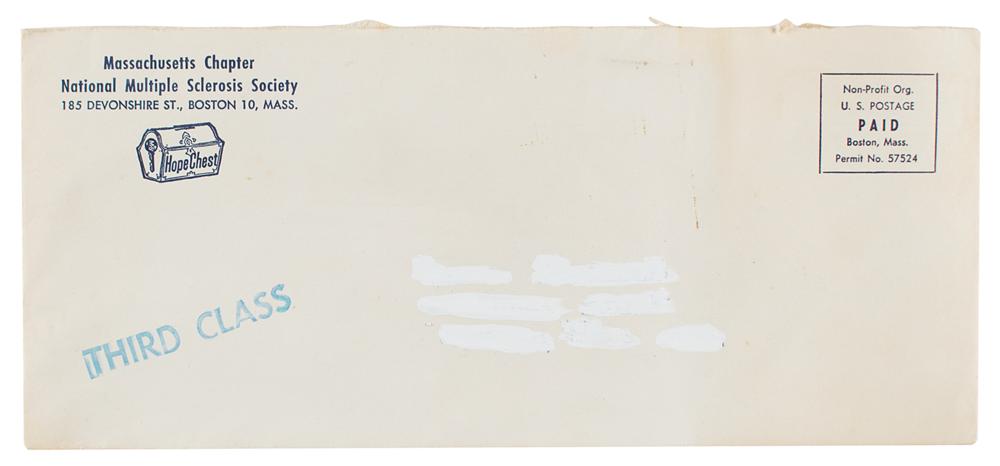 Massachusetts Chapter
National Multiple Sclerosis Society
185 DEVONSHIRE ST., BOSTON 10, MASS.
HopeChest
Non-Profit Org.
U. S. POSTAGE
PAID
Boston, Mass.
Permit No. 57524
THIRD CLASS